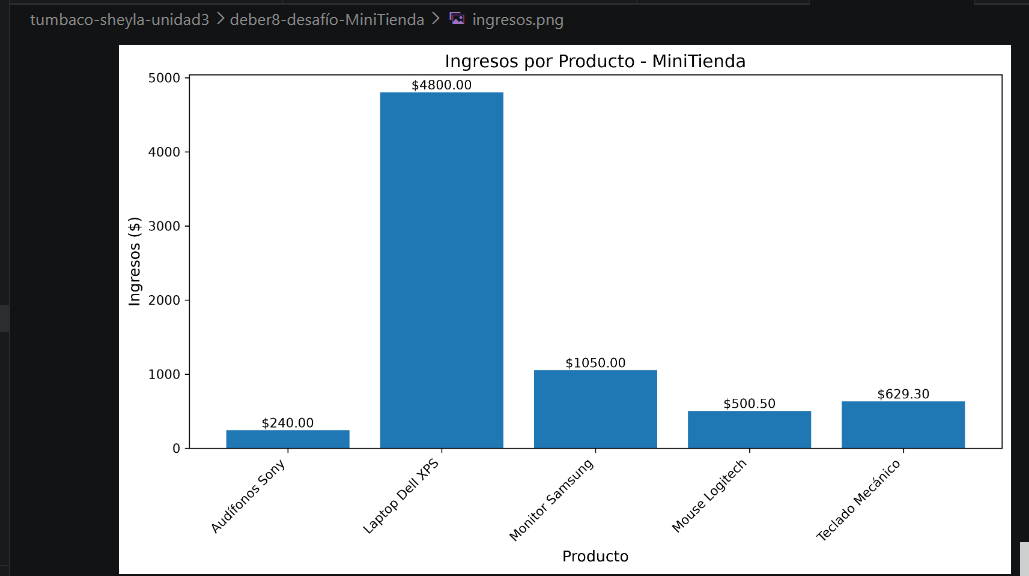 tumbaco-sheyla-unidad3 > deber8-desafío-MiniTienda > ingresos.png
Ingresos por Producto - MiniTienda
Ingresos ($)
5000
4000
3000
2000
1000
0
$240.00
$4800.00
$1050.00
$500.50
$629.30
Audífonos Sony
Laptop Dell XPS
Monitor Samsung
Mouse Logitech
Teclado Mecánico
Producto